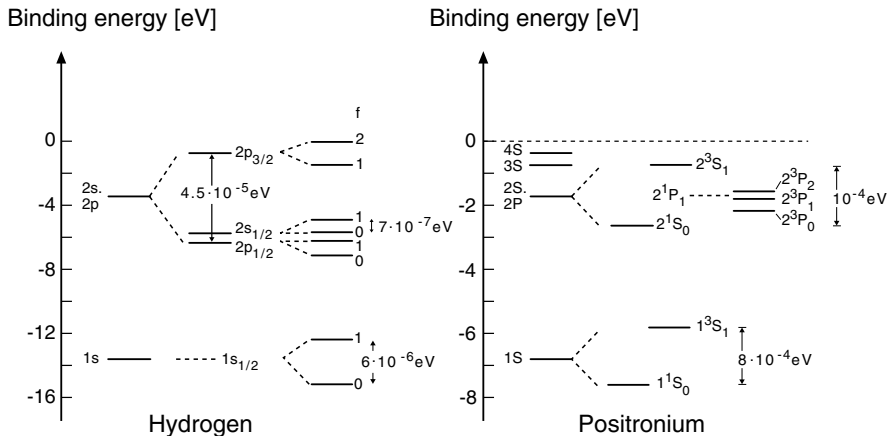 Binding energy [eV]
f
0
-4
-8
-12
-16
2s.
2p
1s
2p3/2
4.5·10-5eV
2s1/2
2p1/2
1s1/2
2
1
1
0
1
0
7·10-7eV
1
0
6·10-6eV
Hydrogen
Binding energy [eV]
0
-2
-4
-6
-8
4S
3S
2S.
2P
1S
23S1
21P1
21S0
23P2
23P1
23P0
10-4eV
13S1
11S0
8·10-4eV
Positronium